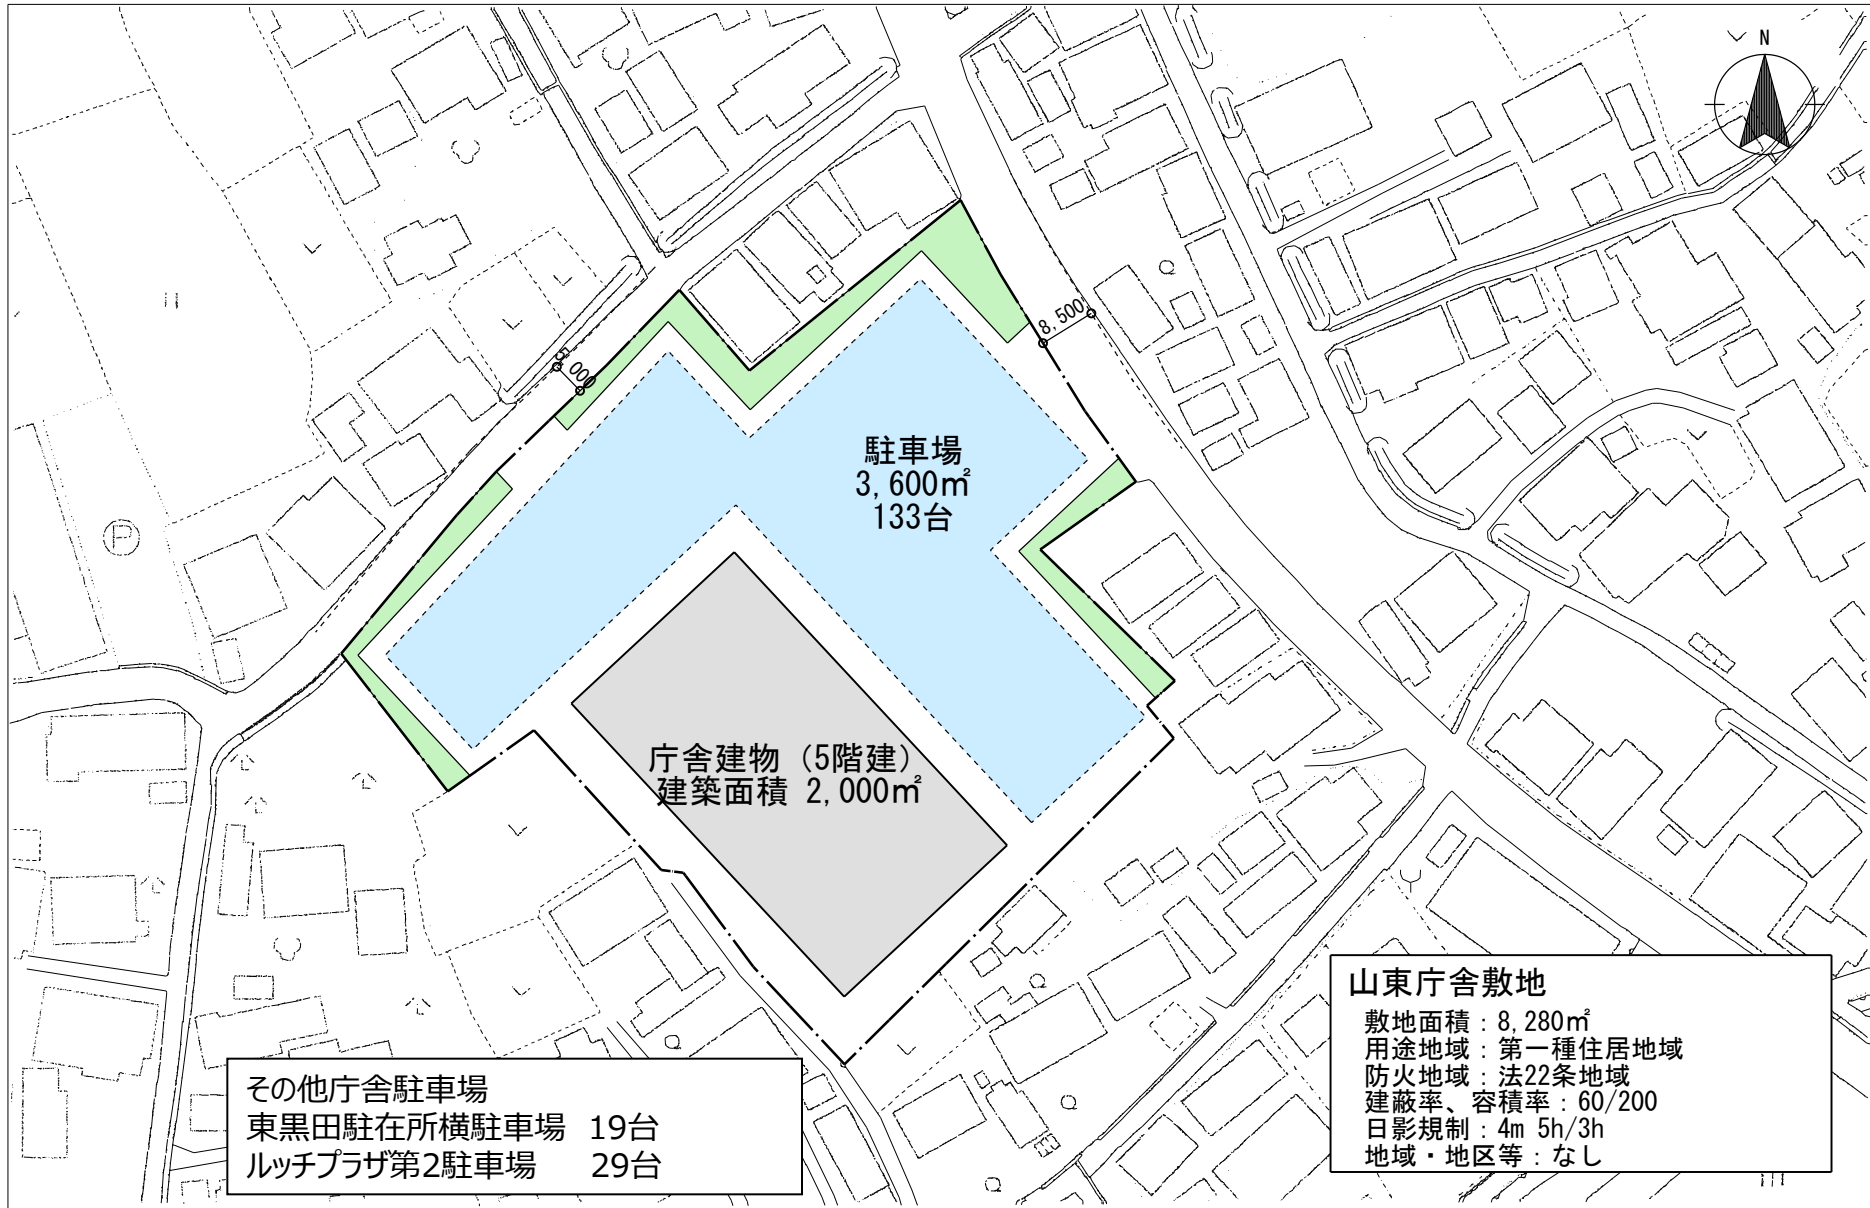 N
8,500
5,000
駐車場
3,600㎡
133台
P
庁舎建物（5階建）
建築面積 2,000㎡
山東庁舎敷地
敷地面積：8,280㎡
用途地域：第一種住居地域
防火地域：法22条地域
建蔽率、容積率：60/200
日影規制：4m 5h/3h
地域・地区等：なし
その他庁舎駐車場
東黒田駐在所横駐車場 19台
ルッチプラザ第2駐車場 29台